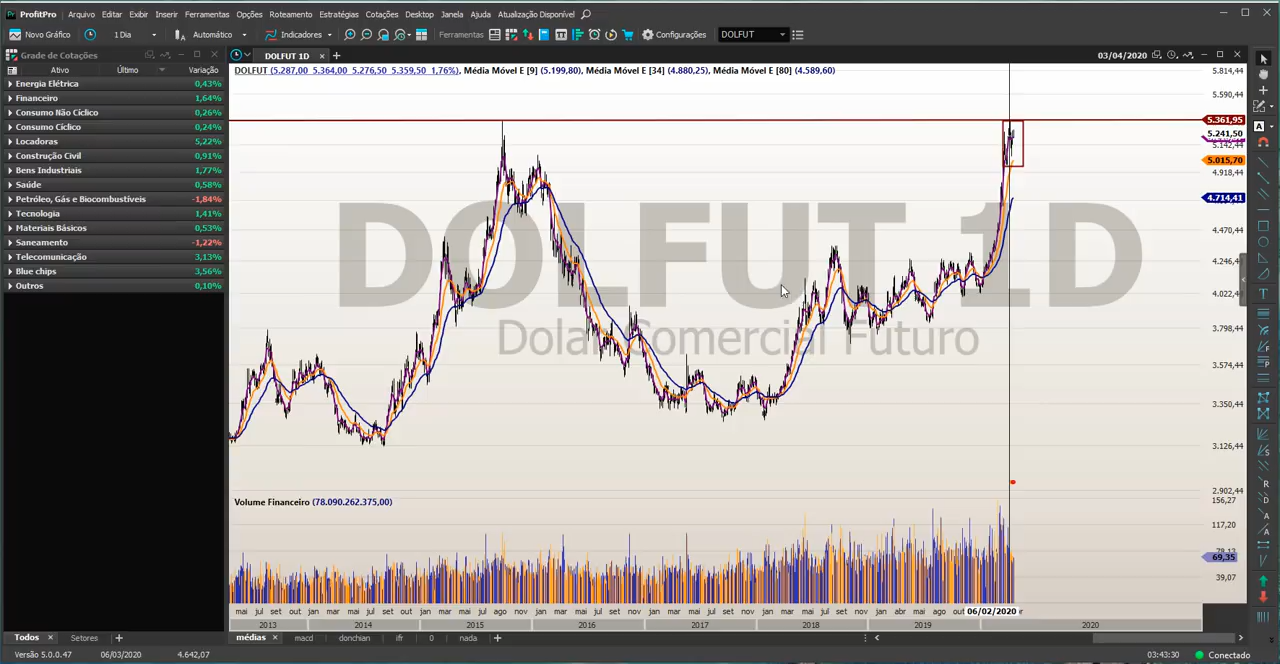 ProfitPro Arquivo Editar Exibir Inserir Ferramentas Opções Roteamento Estratégias Cotações Desktop Janela Ajuda Atualização Disponível
Novo Gráfico 1 Dia Automático Indicadores Ferramentas Configurações DOLFUT
Grade de Cotações
Ativo Último Variação
Energia Elétrica 0,43%
Financeiro 1,64%
Consumo Não Cíclico 0,26%
Consumo Cíclico 0,24%
Locadoras 5,22%
Construção Civil 0,91%
Bens Industriais 1,77%
Saúde 0,58%
Petróleo, Gás e Biocombustíveis -1,84%
Tecnologia 1,41%
Materiais Básicos 0,53%
Saneamento -1,22%
Telecomunicação 3,13%
Blue chips 3,56%
Outros 0,10%
DOLFUT 1D 03/04/2020
DOLFUT (5.287,00 5.364,00 5.276,50 5.359,50 1,76%), Média Móvel E [9] (5.199,80), Média Móvel E [34] (4.880,25), Média Móvel E [80] (4.589,60)
DOLFUT 1D
Dolar Comercial Futuro
5.814,44
5.590,44
5.361,95
5.241,50
5.142,44
5.015,70
4.918,44
4.714,41
4.470,44
4.246,44
4.022,44
3.798,44
3.574,44
3.350,44
3.126,44
2.902,44
Volume Financeiro (78.090.262.375,00)
156,27
117,20
78,13
69,35
39,07
mai jul set out jan mar mai jul set out jan mar mai jul ago nov jan mar mai jul set nov jan mar mai jul set nov jan mar mai jul set nov jan abr mai ago out 06/02/2020
2013 2014 2015 2016 2017 2018 2019 2020
Todos Setores médias macd donchian ifr 0 nada
Versão 5.0.0.47 06/03/2020 4.642,07 03:43:30 Conectado